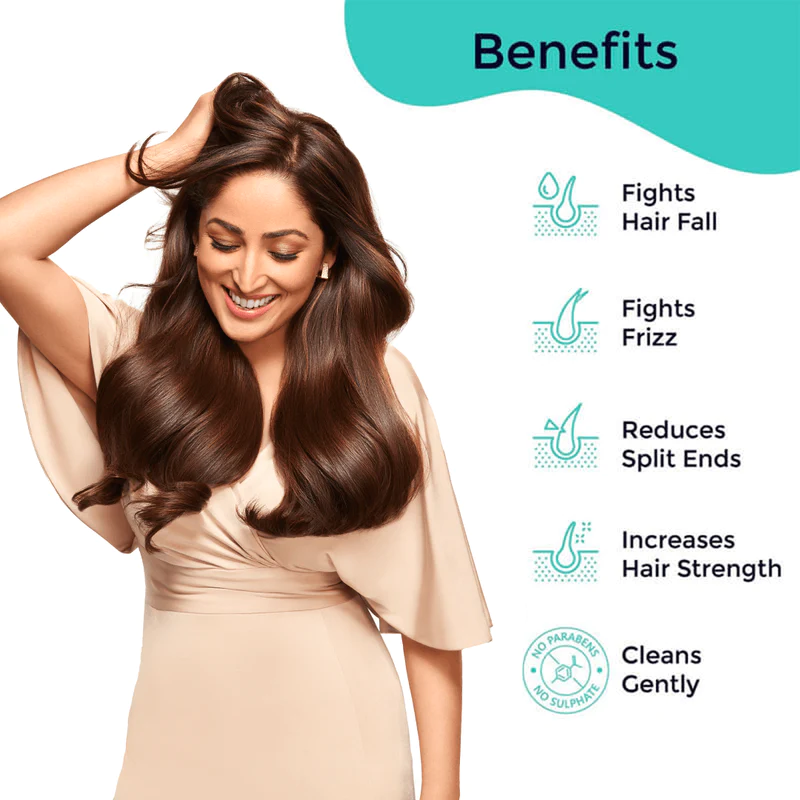 Benefits
Fights
Hair Fall
Fights
Frizz
Reduces
Split Ends
Increases
Hair Strength
NO PARABENS
NO SULPHATE
Cleans
Gently